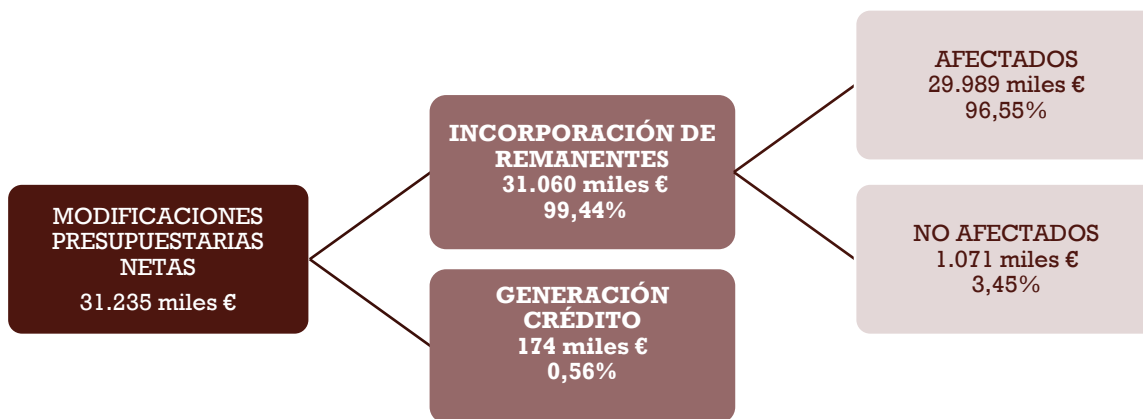 MODIFICACIONES
PRESUPUESTARIAS
NETAS
31.235 miles €
INCORPORACIÓN DE
REMANENTES
31.060 miles €
99,44%
GENERACIÓN
CRÉDITO
174 miles €
0,56%
AFECTADOS
29.989 miles €
96,55%
NO AFECTADOS
1.071 miles €
3,45%